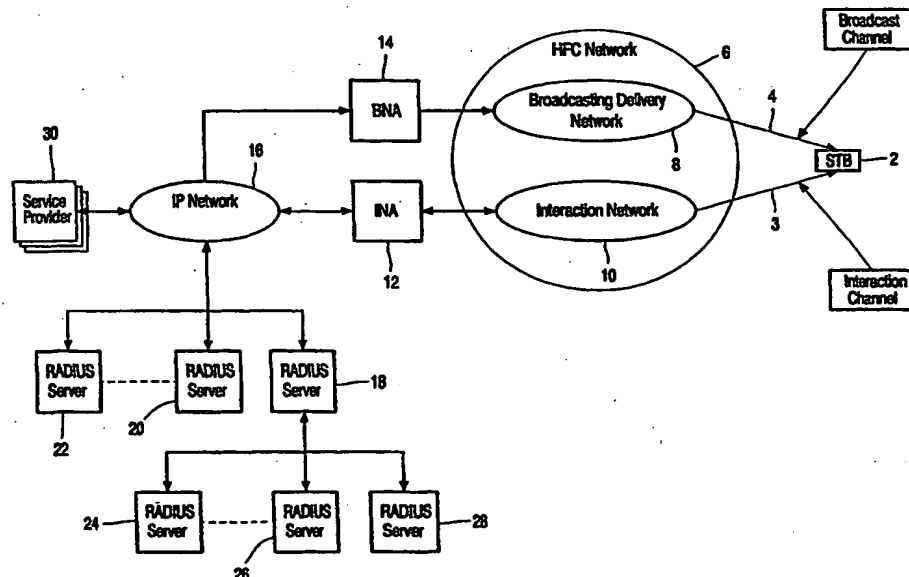 Broadcast
Channel
14
HFC Network
6
BNA
Broadcasting Delivery
Network
8
4
STB
2
30
Service
Provider
16
IP Network
INA
12
Interaction Network
10
3
Interaction
Channel
RADIUS
Server
22
RADIUS
Server
20
RADIUS
Server
18
RADIUS
Server
24
RADIUS
Server
26
RADIUS
Server
28